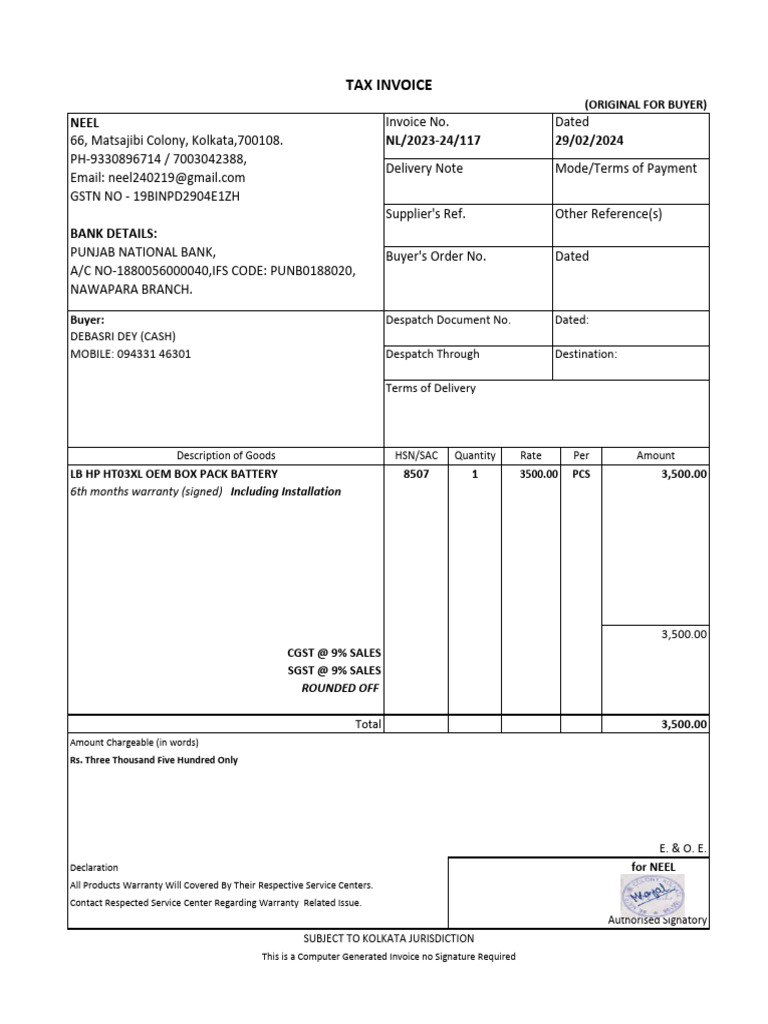 TAX INVOICE
(ORIGINAL FOR BUYER)
NEEL
66, Matsajibi Colony, Kolkata,700108.
PH-9330896714 / 7003042388,
Email: neel240219@gmail.com
GSTN NO - 19BINPD2904E1ZH
BANK DETAILS:
PUNJAB NATIONAL BANK,
A/C NO-1880056000040,IFS CODE: PUNB0188020,
NAWAPARA BRANCH.
Invoice No. Dated
NL/2023-24/117 29/02/2024
Delivery Note Mode/Terms of Payment
Supplier's Ref. Other Reference(s)
Buyer's Order No. Dated
Buyer:
DEBASRI DEY (CASH)
MOBILE: 094331 46301
Despatch Document No. Dated:
Despatch Through Destination:
Terms of Delivery
Description of Goods HSN/SAC Quantity Rate Per Amount
LB HP HT03XL OEM BOX PACK BATTERY 8507 1 3500.00 PCS 3,500.00
6th months warranty (signed) Including Installation
3,500.00
CGST @ 9% SALES
SGST @ 9% SALES
ROUNDED OFF
Total 3,500.00
Amount Chargeable (in words)
Rs. Three Thousand Five Hundred Only
E. & O. E.
Declaration
All Products Warranty Will Covered By Their Respective Service Centers.
Contact Respected Service Center Regarding Warranty Related Issue.
for NEEL
Authorised Signatory
SUBJECT TO KOLKATA JURISDICTION
This is a Computer Generated Invoice no Signature Required